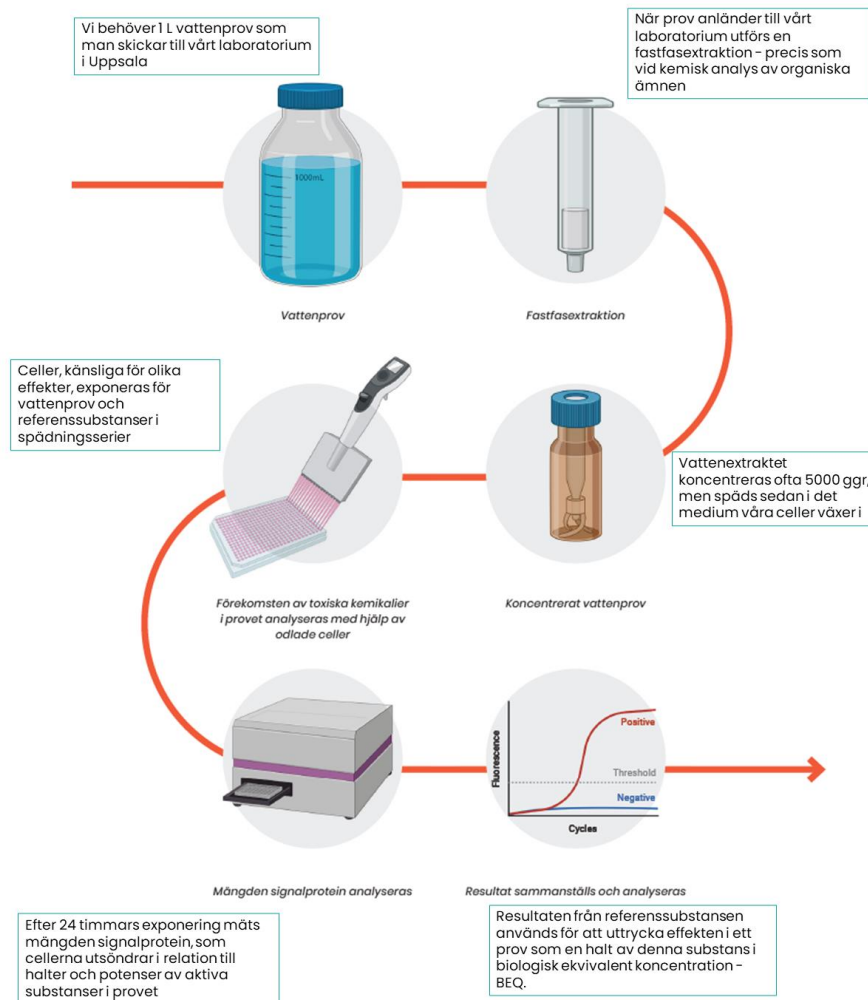 Vi behöver 1 L vattenprov som
man skickar till vårt laboratorium
i Uppsala
När prov anländer till vårt
laboratorium utförs en
fastfasextraktion - precis som
vid kemisk analys av organiska
ämnen
1000mL
Vattenprov
Fastfasextraktion
Celler, känsliga för olika
effekter, exponeras för
vattenprov och
referenssubstanser i
spädningsserier
Vattenextraktet
koncentreras ofta 5000 ggr,
men späds sedan i det
medium våra celler växer i
Förekomsten av toxiska kemikalier
i provet analyseras med hjälp av
odlade celler
Koncentrerat vattenprov
Fluorescence
Positive
Threshold
Negative
Cycles
Mängden signalprotein analyseras
Resultat sammanställs och analyseras
Efter 24 timmars exponering mäts
mängden signalprotein, som
cellerna utsöndrar i relation till
halter och potenser av aktiva
substanser i provet
Resultaten från referenssubstansen
används för att uttrycka effekten i ett
prov som en halt av denna substans i
biologisk ekvivalent koncentration -
BEQ.